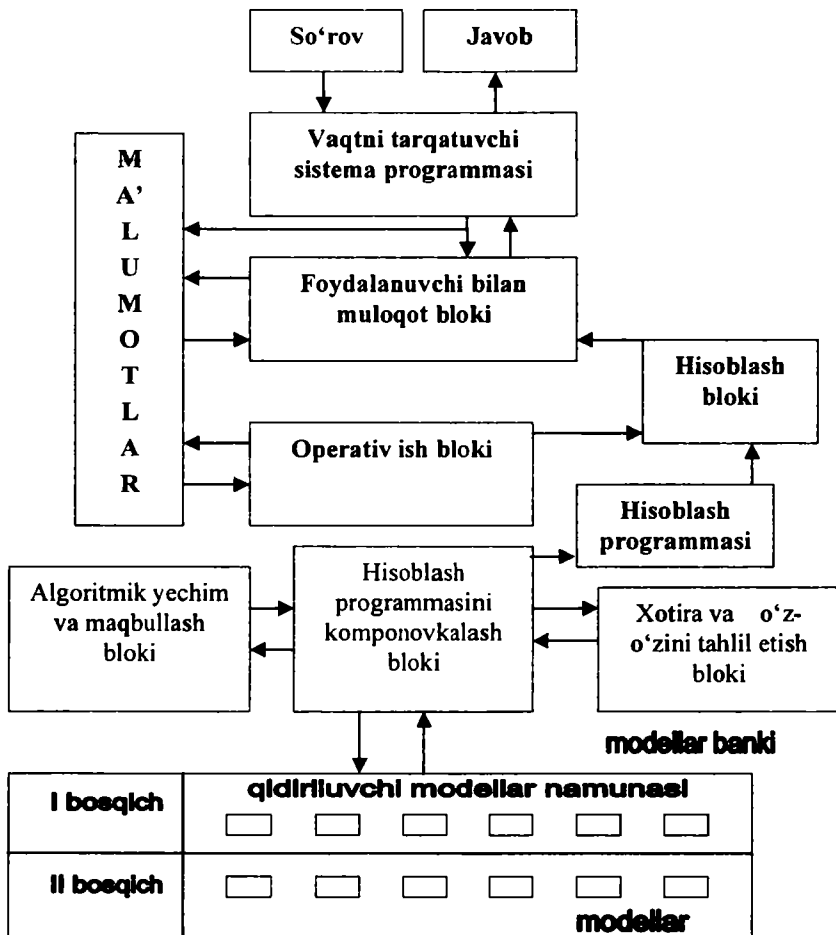 So‘rov
Javob
Vaqtni tarqatuvchi
sistema programmasi
M
A’
L
U
M
O
T
L
A
R
Foydalanuvchi bilan
muloqot bloki
Hisoblash
bloki
Operativ ish bloki
Hisoblash
programmasi
Algoritmik yechim
va maqbullash
bloki
Hisoblash
programmasini
komponovkalash
bloki
Xotira va o‘z-
o‘zini tahlil etish
bloki
modellar banki
I bosqich
qidiriluvchi modellar namunasi
II bosqich
modellar